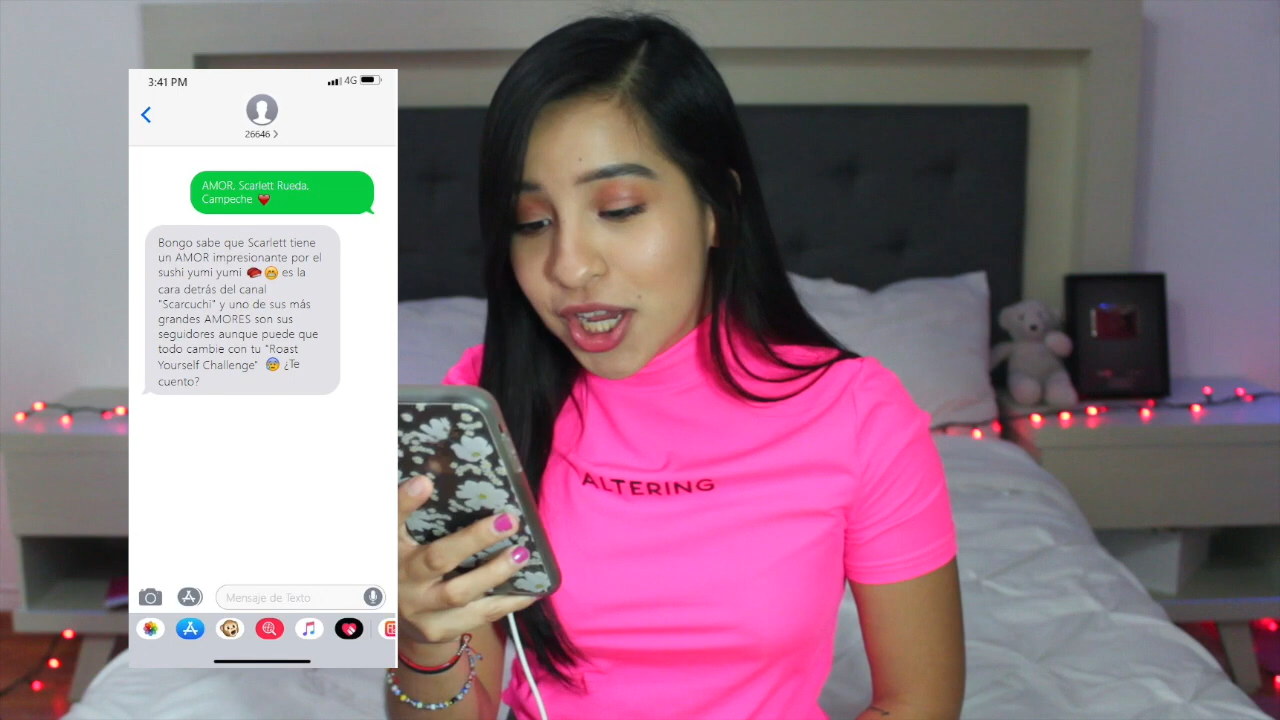 3:41 PM
4G
26646 >
AMOR. Scarlett Rueda.
Campeche ❤️
Bongo sabe que Scarlett tiene
un AMOR impresionante por el
sushi yumi yumi 🍣😁 es la
cara detrás del canal
"Scarcuchi" y uno de sus más
grandes AMORES son sus
seguidores aunque puede que
todo cambie con tu "Roast
Yourself Challenge" 😰 ¿Te
cuento?
Mensaje de Texto
ALTERING